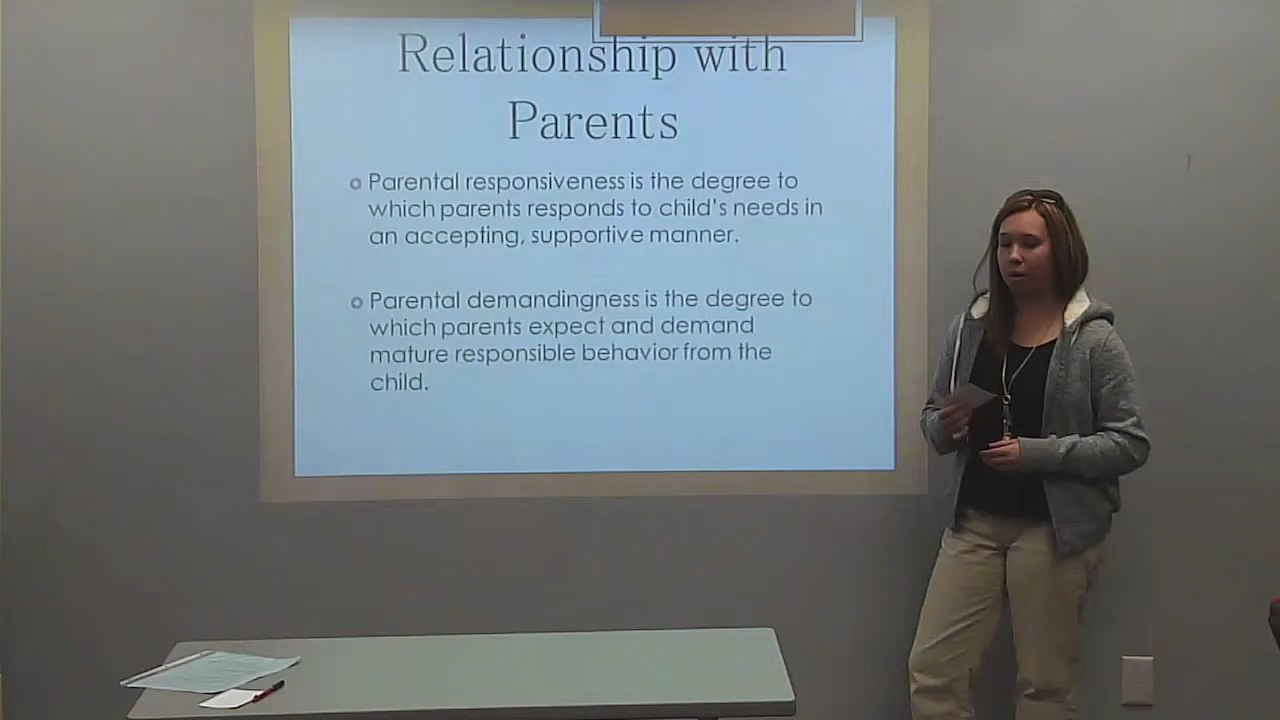 Relationship with
Parents
Parental responsiveness is the degree to
which parents responds to child's needs in
an accepting, supportive manner.
Parental demandingness is the degree to
which parents expect and demand
mature responsible behavior from the
child.